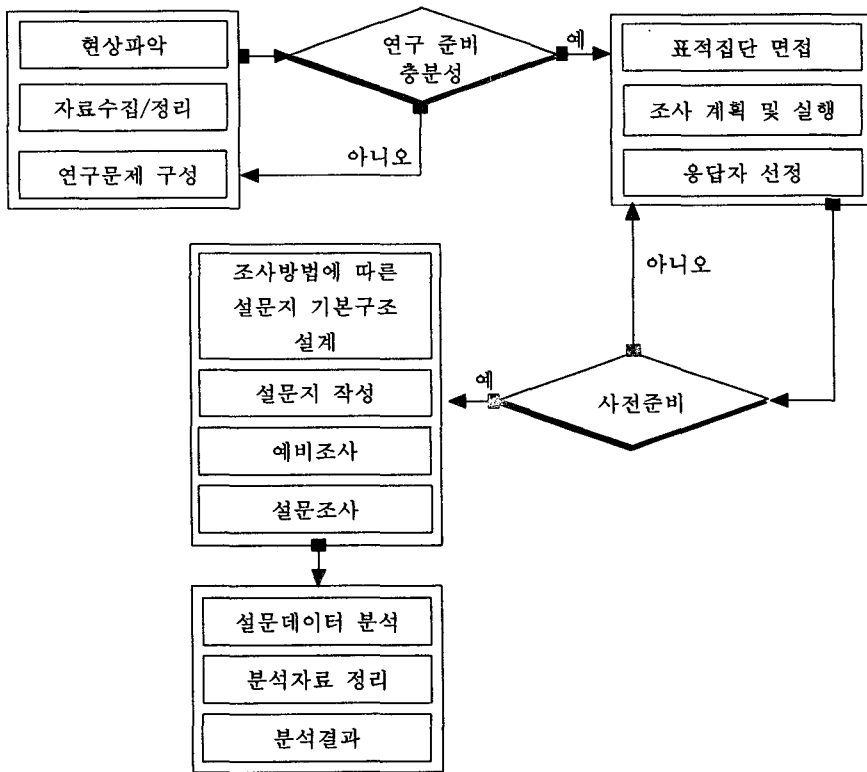 현상파악
자료수집/정리
연구문제 구성
연구 준비
충분성
예
아니오
표적집단 면접
조사 계획 및 실행
응답자 선정
아니오
사전준비
예
조사방법에 따른
설문지 기본구조
설계
설문지 작성
예비조사
설문조사
설문데이터 분석
분석자료 정리
분석결과